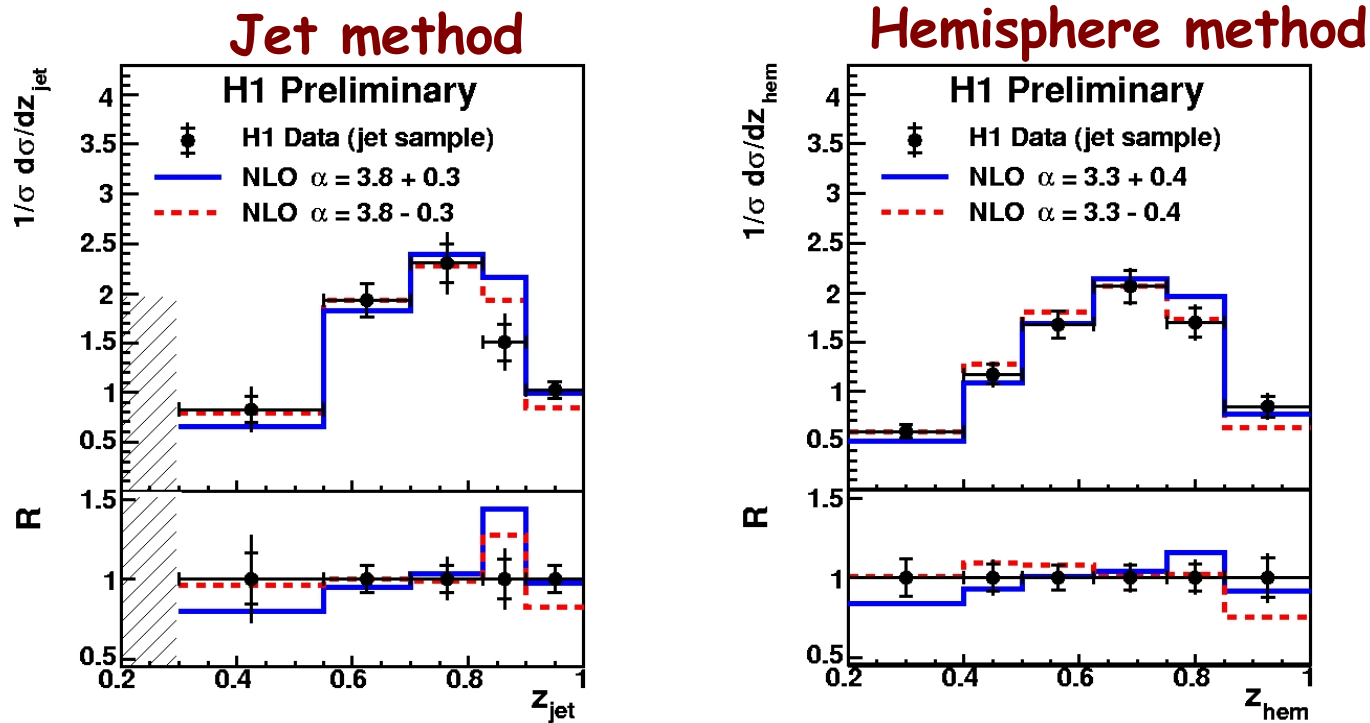 Jet method
H1 Preliminary
H1 Data (jet sample)
NLO α = 3.8 + 0.3
NLO α = 3.8 - 0.3
1/σ dσ/dz_jet
4
3.5
3
2.5
2
1.5
1
0.5
R
1.5
1
0.5
0.2 0.4 0.6 0.8 1
z_jet
Hemisphere method
H1 Preliminary
H1 Data (jet sample)
NLO α = 3.3 + 0.4
NLO α = 3.3 - 0.4
1/σ dσ/dz_hem
4
3.5
3
2.5
2
1.5
1
0.5
R
1.5
1
0.5
0.2 0.4 0.6 0.8 1
z_hem